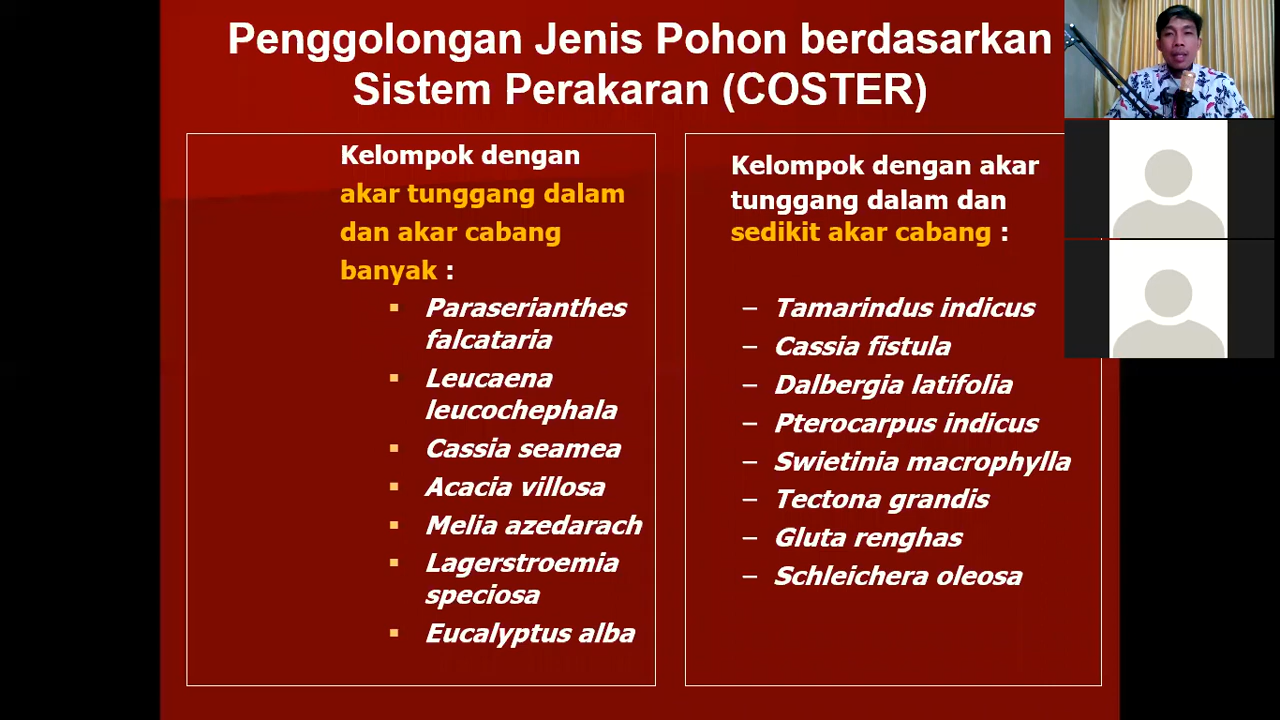 Penggolongan Jenis Pohon berdasarkan
Sistem Perakaran (COSTER)
Kelompok dengan
akar tunggang dalam
dan akar cabang
banyak :
▪ Paraserianthes
falcataria
▪ Leucaena
leucochephala
▪ Cassia seamea
▪ Acacia villosa
▪ Melia azedarach
▪ Lagerstroemia
speciosa
▪ Eucalyptus alba
Kelompok dengan akar
tunggang dalam dan
sedikit akar cabang :
– Tamarindus indicus
– Cassia fistula
– Dalbergia latifolia
– Pterocarpus indicus
– Swietinia macrophylla
– Tectona grandis
– Gluta renghas
– Schleichera oleosa